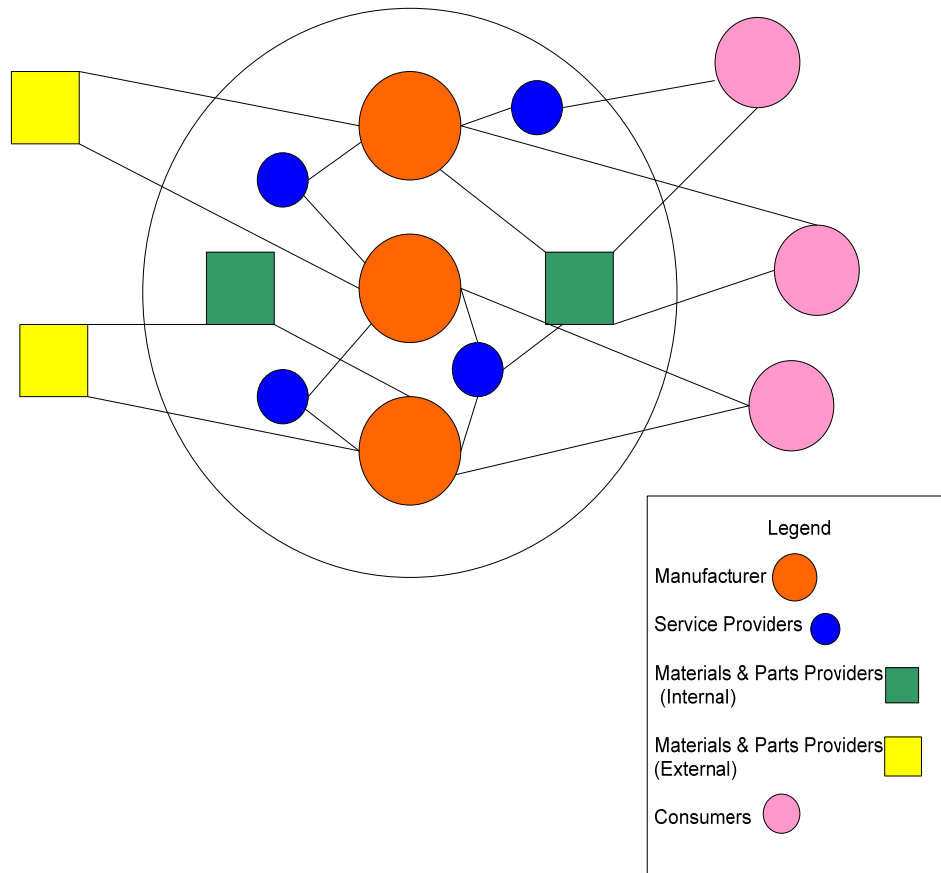 Legend
Manufacturer
Service Providers
Materials & Parts Providers
(Internal)
Materials & Parts Providers
(External)
Consumers